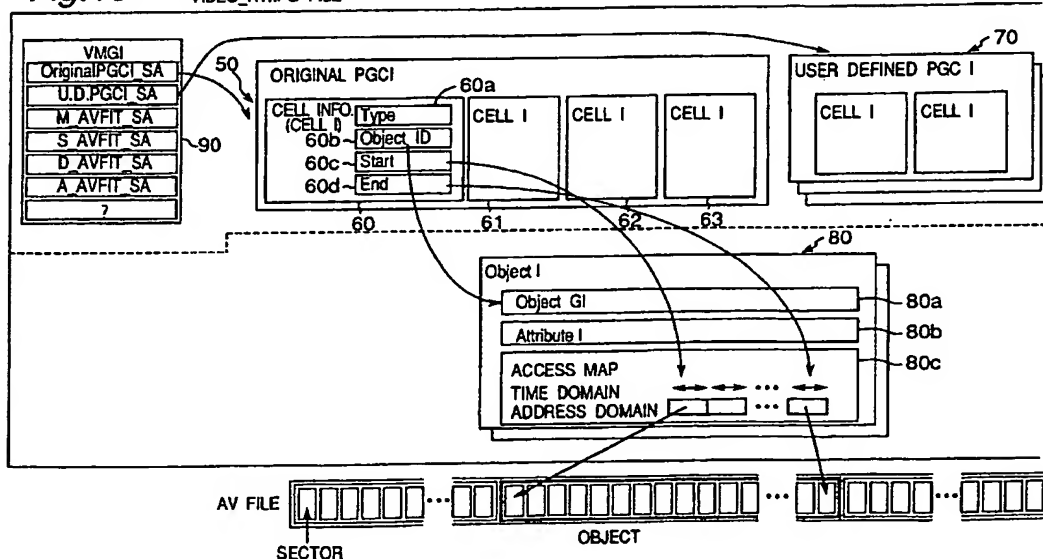 VMGI
OriginalPGCI_SA
U.D.PGCI_SA
M_AVFIT_SA
S_AVFIT_SA
D_AVFIT_SA
A_AVFIT_SA
?
90
50
ORIGINAL PGCI
CELL INFO.
(CELL I)
60a
Type
60b
Object ID
60c
Start
60d
End
CELL I
CELL I
CELL I
60
61
62
63
70
USER DEFINED PGC I
CELL I
CELL I
80
Object I
Object GI
80a
Attribute I
80b
ACCESS MAP
TIME DOMAIN
ADDRESS DOMAIN
80c
AV FILE
SECTOR
OBJECT